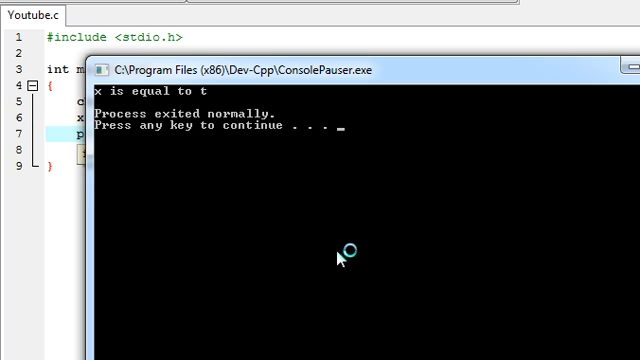 Youtube.c
1 #include <stdio.h>
2
3 int m
C:\Program Files (x86)\Dev-Cpp\ConsolePauser.exe
4 {
x is equal to t
5 c
Process exited normally.
6 x
Press any key to continue . . . _
7 p
8
9 }